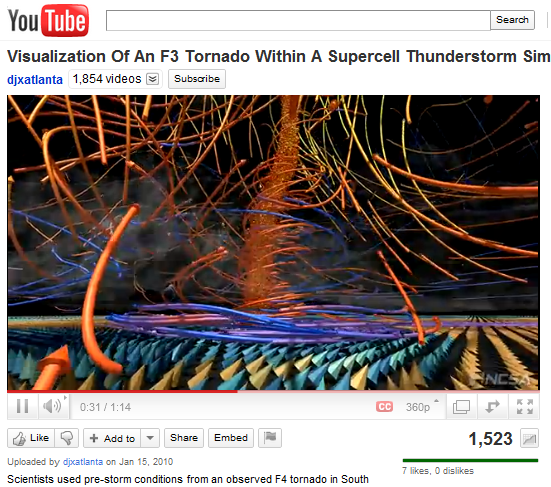 YouTube
Search
Visualization Of An F3 Tornado Within A Supercell Thunderstorm Sim
djxatlanta 1,854 videos Subscribe
NCSA
0:31 / 1:14 CC 360p
Like Add to Share Embed 1,523
Uploaded by djxatlanta on Jan 15, 2010
7 likes, 0 dislikes
Scientists used pre-storm conditions from an observed F4 tornado in South